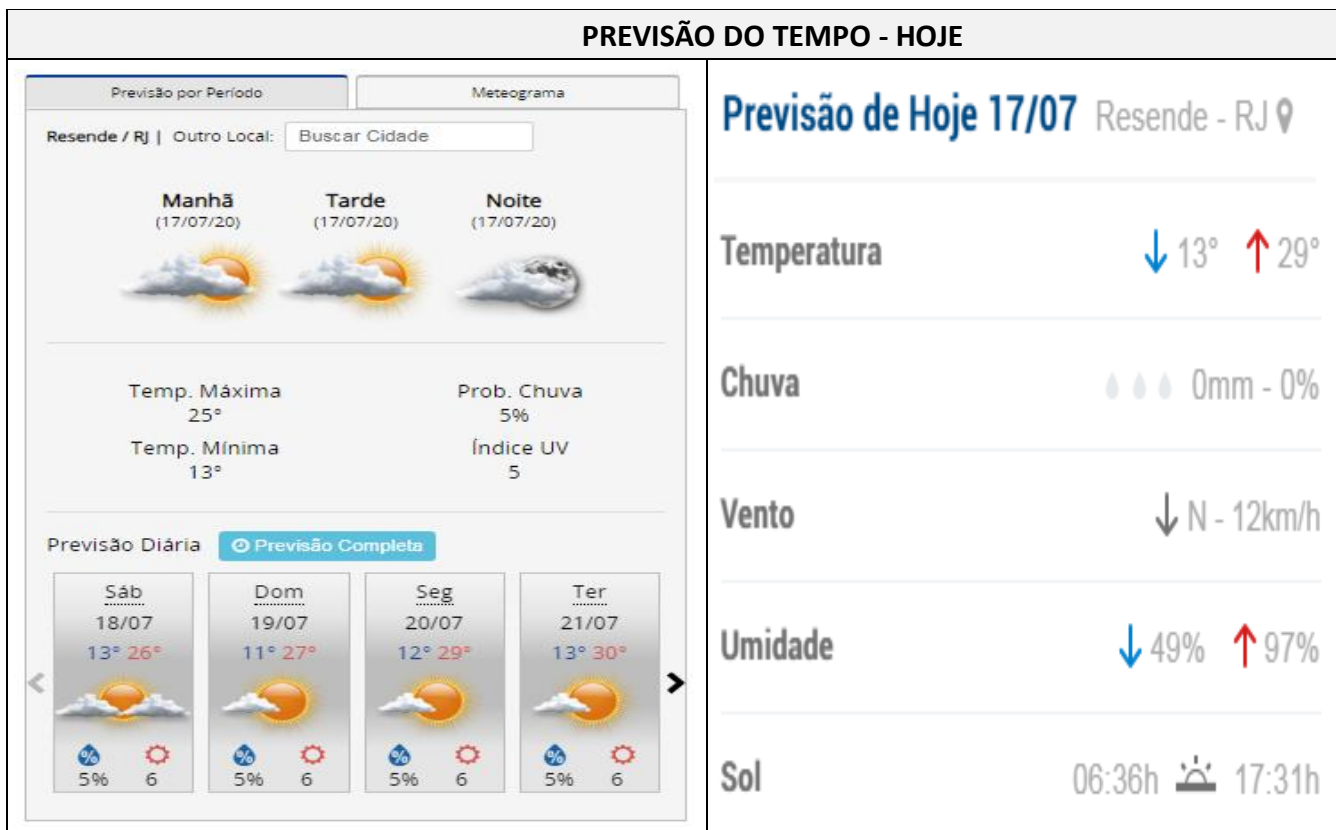 PREVISÃO DO TEMPO - HOJE
Previsão por Período
Meteograma
Resende / RJ | Outro Local: Buscar Cidade
Manhã Tarde Noite
(17/07/20) (17/07/20) (17/07/20)
Temp. Máxima Prob. Chuva
25° 5%
Temp. Mínima Índice UV
13° 5
Previsão Diária Previsão Completa
Sáb Dom Seg Ter
18/07 19/07 20/07 21/07
13° 26° 11° 27° 12° 29° 13° 30°
% % % %
5% 6 5% 6 5% 6 5% 6
Previsão de Hoje 17/07 Resende - RJ
Temperatura ↓ 13° ↑ 29°
Chuva 0mm - 0%
Vento ↓ N - 12km/h
Umidade ↓ 49% ↑ 97%
Sol 06:36h 17:31h